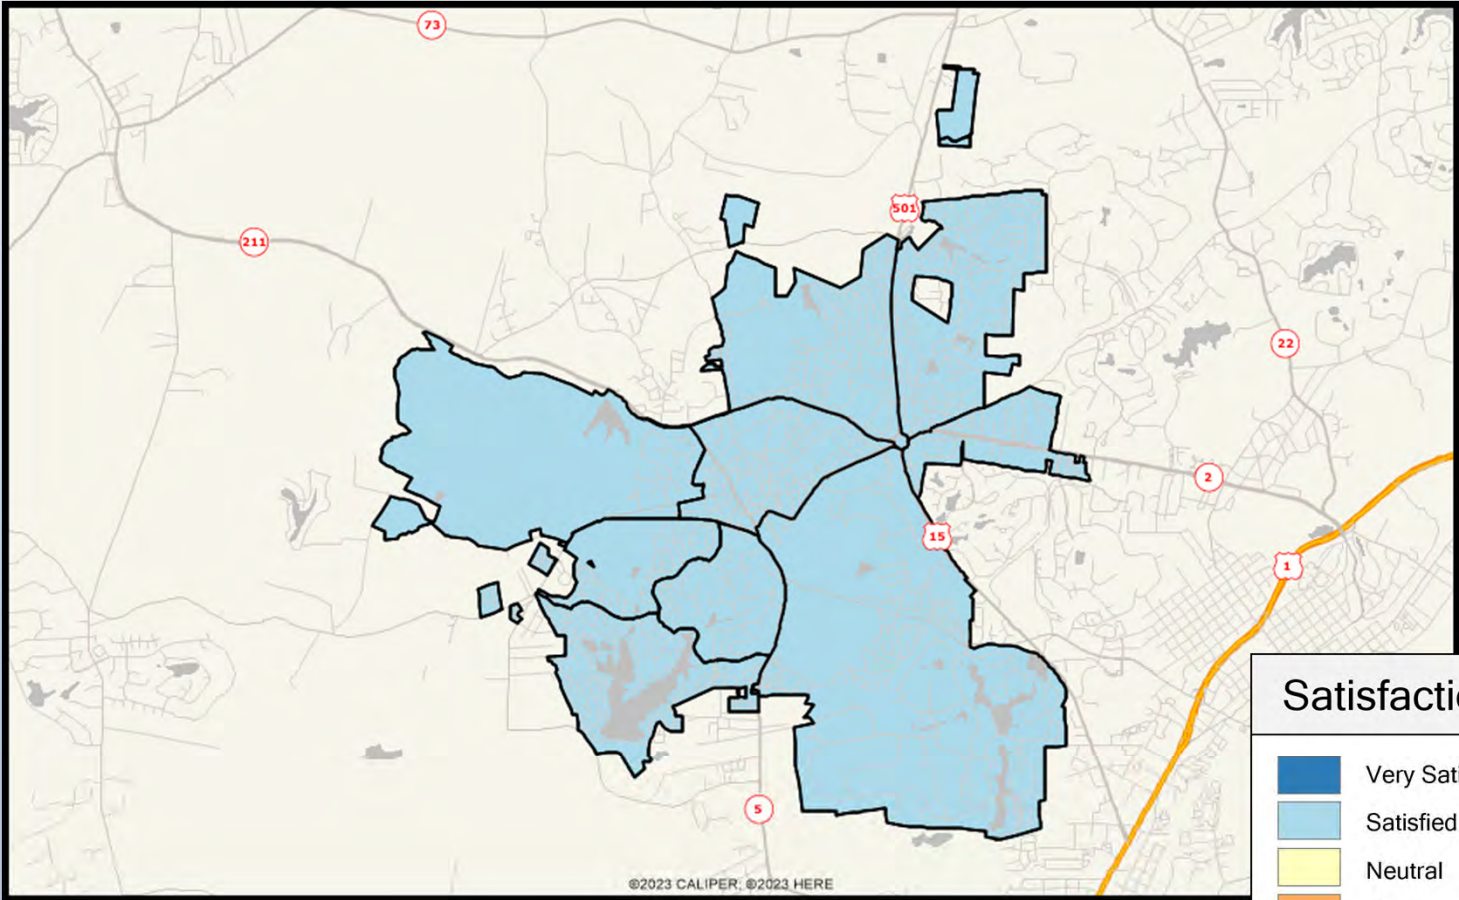 73
501
211
22
2
15
1
Satisfacti
Very Sati
Satisfied
Neutral
5
©2023 CALIPER; ©2023 HERE